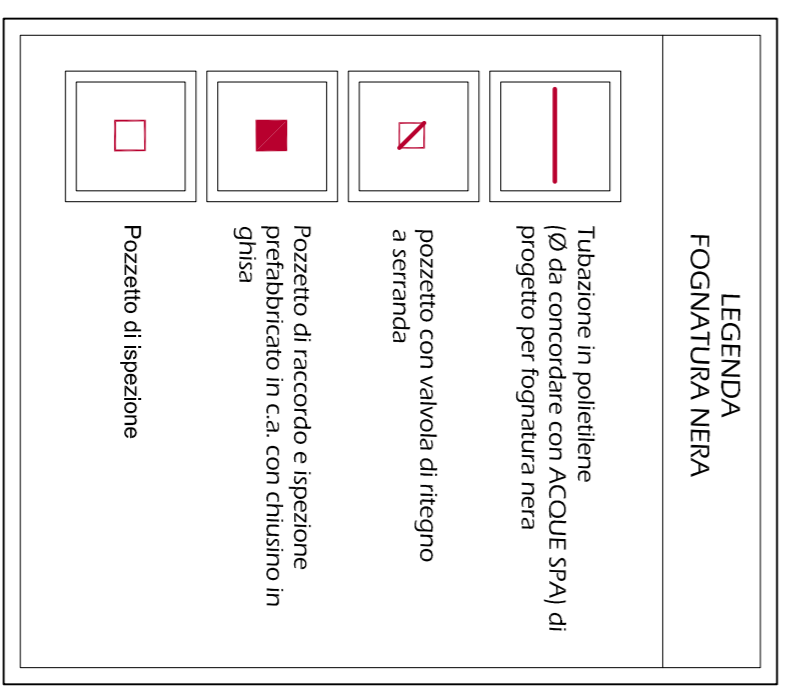 LEGENDA
FOGNATURA NERA
Tubazione in polietilene
(Ø da concordare con ACQUE SPA) di
progetto per fognatura nera
pozzetto con valvola di ritegno
a serranda
Pozzetto di raccordo e ispezione
prefabbricato in c.a. con chiusino in
ghisa
Pozzetto di ispezione